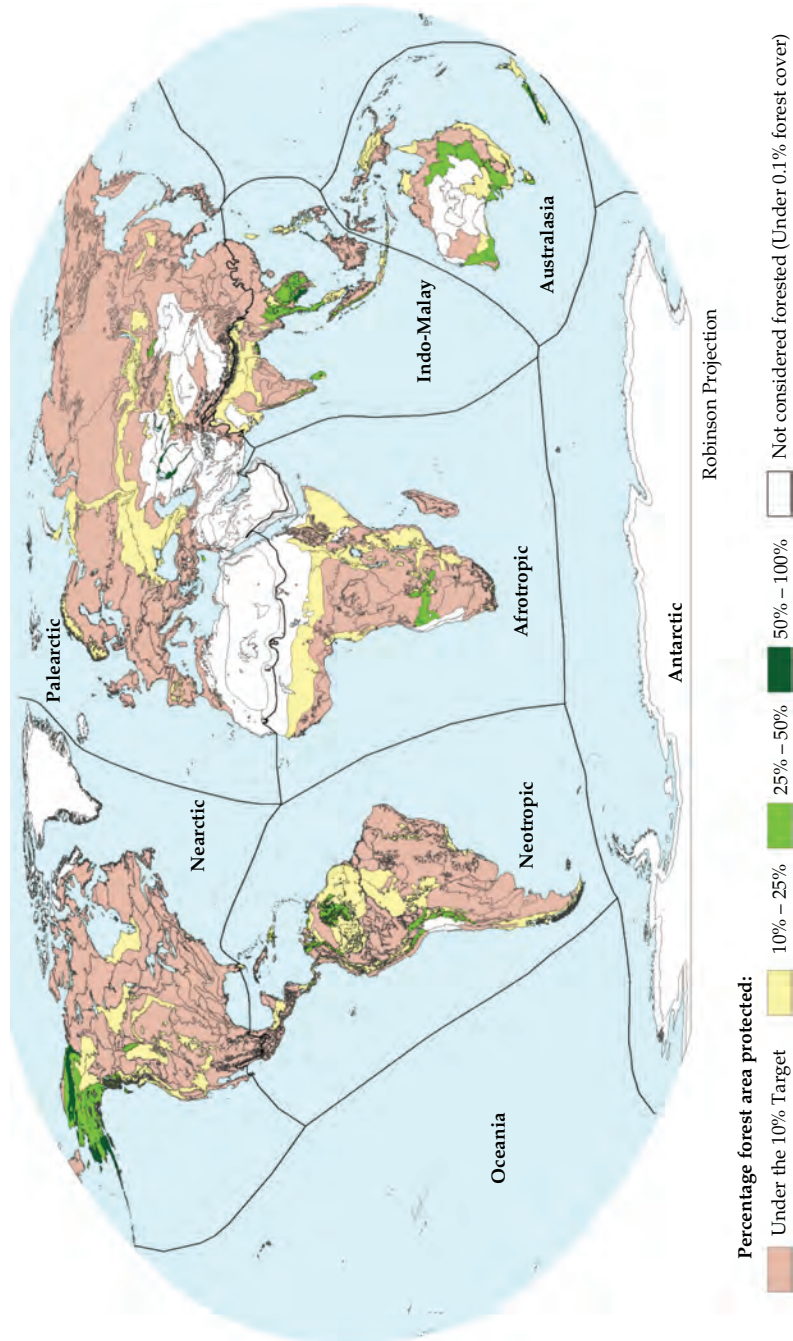 Palearctic
Nearctic
Indo-Malay
Afrotropic
Australasia
Neotropic
Oceania
Antarctic
Robinson Projection
Percentage forest area protected:
Under the 10% Target
10% – 25%
25% – 50%
50% – 100%
Not considered forested (Under 0.1% forest cover)